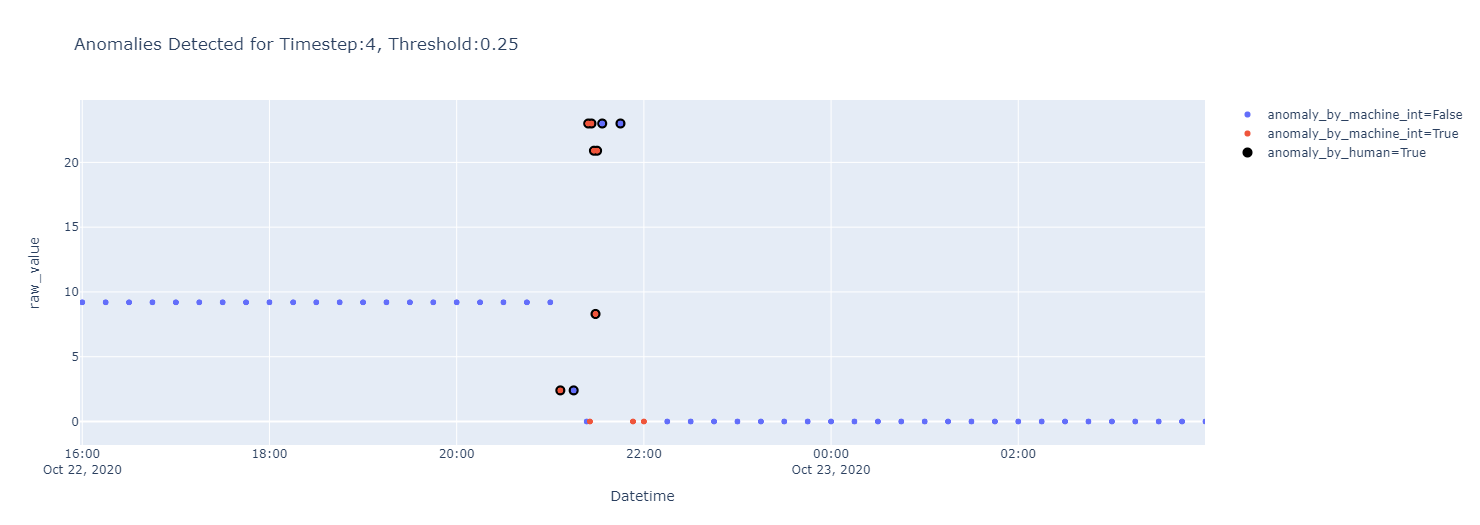 Anomalies Detected for Timestep:4, Threshold:0.25
anomaly_by_machine_int=False
anomaly_by_machine_int=True
anomaly_by_human=True
raw_value
20
15
10
5
0
16:00 18:00 20:00 22:00 00:00 02:00
Oct 22, 2020 Oct 23, 2020
Datetime